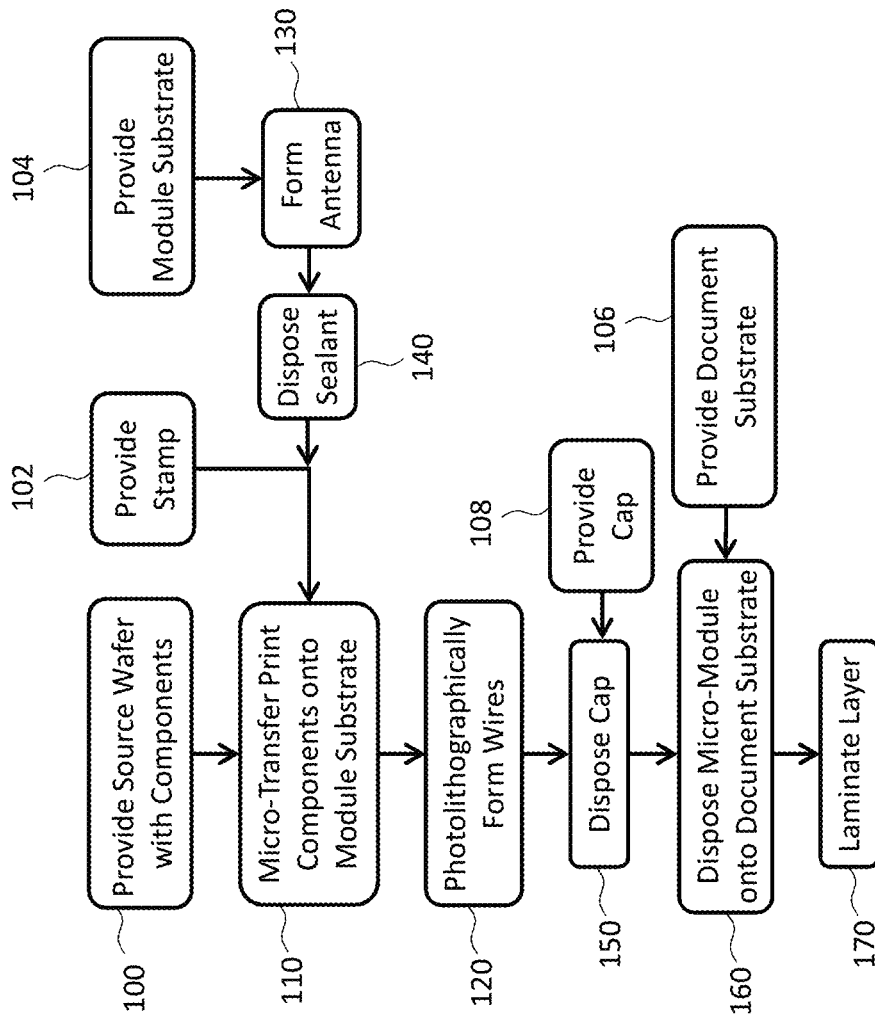 100
Provide Source Wafer
with Components
102
Provide
Stamp
104
Provide
Module Substrate
130
Form
Antenna
140
Dispose
Sealant
110
Micro-Transfer Print
Components onto
Module Substrate
120
Photolithographically
Form Wires
108
Provide
Cap
150
Dispose Cap
106
Provide Document
Substrate
160
Dispose Micro-Module
onto Document Substrate
170
Laminate Layer